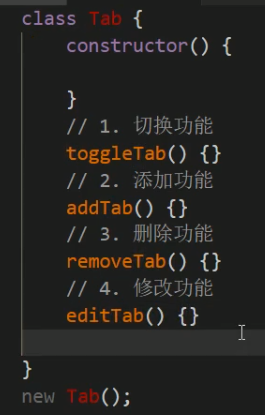 class Tab {
constructor() {
}
// 1. 切换功能
toggleTab() {}
// 2. 添加功能
addTab() {}
// 3. 删除功能
removeTab() {}
// 4. 修改功能
editTab() {}
}
new Tab();